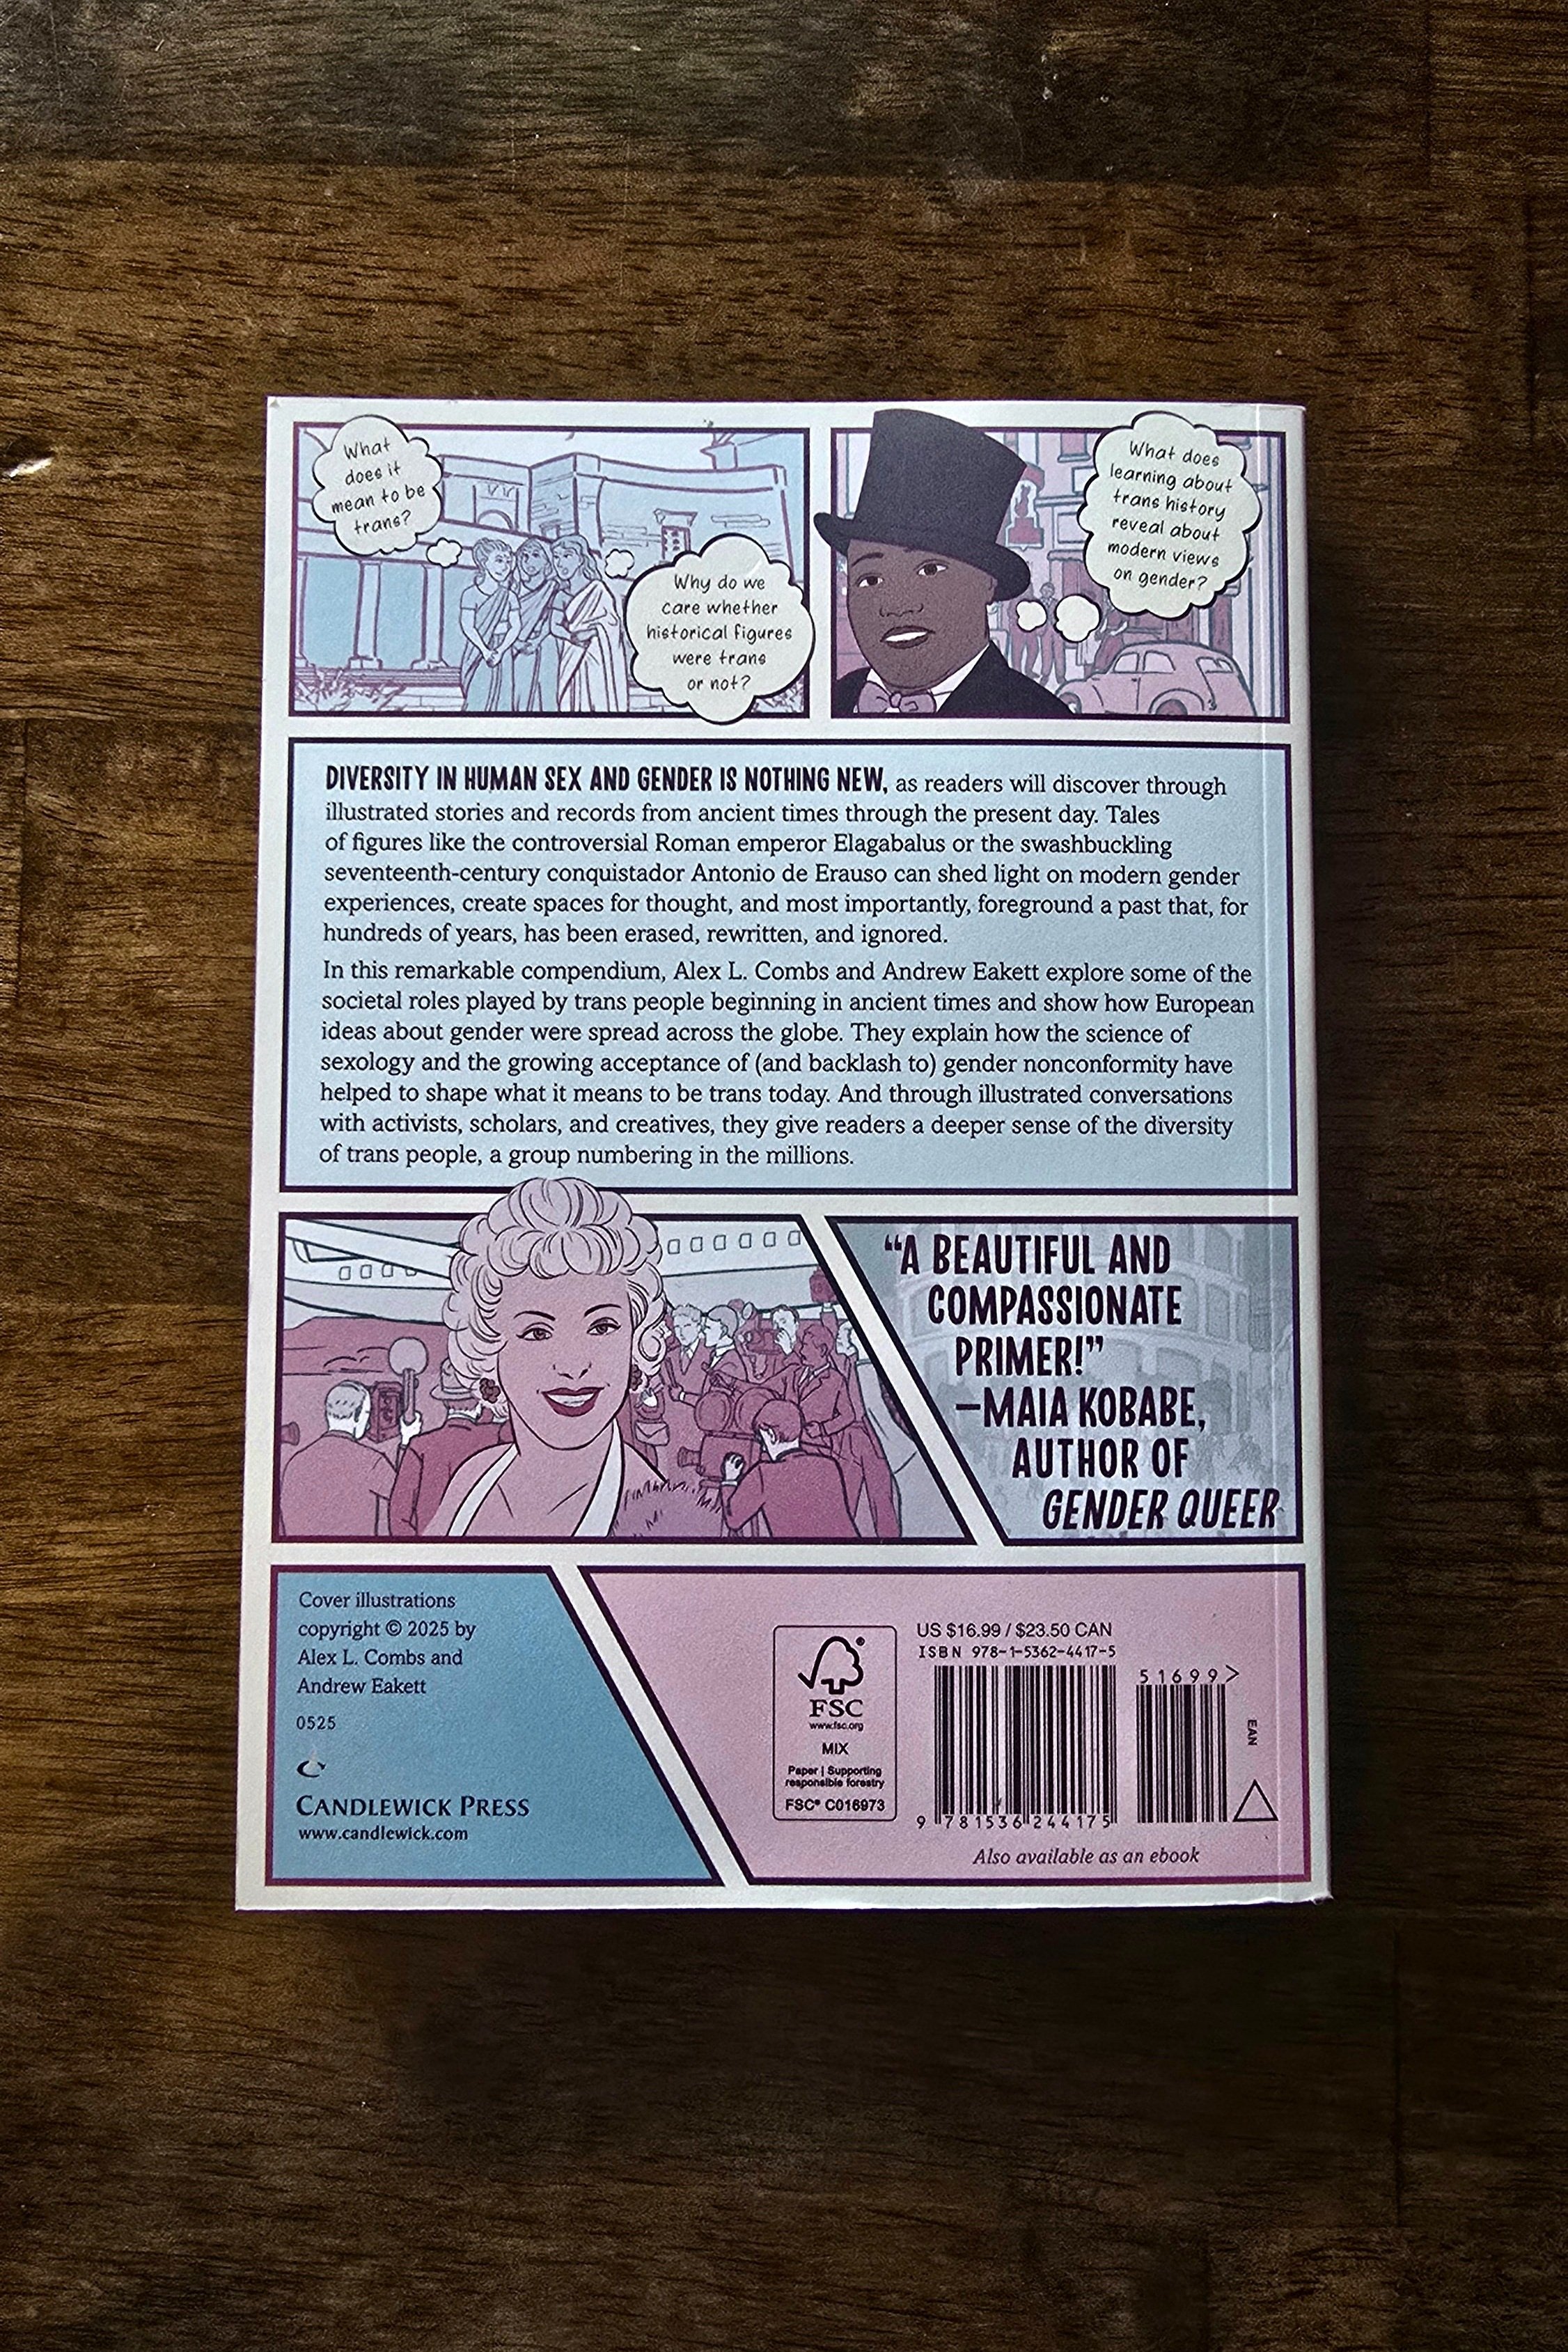 What
does it
mean to be
trans?
Why do we
care whether
historical figures
were trans
or not?
What does
learning about
trans history
reveal about
modern views
on gender?
DIVERSITY IN HUMAN SEX AND GENDER IS NOTHING NEW, as readers will discover through
illustrated stories and records from ancient times through the present day. Tales
of figures like the controversial Roman emperor Elagabalus or the swashbuckling
seventeenth-century conquistador Antonio de Erauso can shed light on modern gender
experiences, create spaces for thought, and most importantly, foreground a past that, for
hundreds of years, has been erased, rewritten, and ignored.
In this remarkable compendium, Alex L. Combs and Andrew Eakett explore some of the
societal roles played by trans people beginning in ancient times and show how European
ideas about gender were spread across the globe. They explain how the science of
sexology and the growing acceptance of (and backlash to) gender nonconformity have
helped to shape what it means to be trans today. And through illustrated conversations
with activists, scholars, and creatives, they give readers a deeper sense of the diversity
of trans people, a group numbering in the millions.
“A BEAUTIFUL AND
COMPASSIONATE
PRIMER!”
—MAIA KOBABE,
AUTHOR OF
GENDER QUEER
Cover illustrations
copyright © 2025 by
Alex L. Combs and
Andrew Eakett
0525
CANDLEWICK PRESS
www.candlewick.com
FSC
www.fsc.org
MIX
Paper | Supporting
responsible forestry
FSC® C016973
US $16.99 / $23.50 CAN
ISBN 978-1-5362-4417-5
51699>
EAN
9 781536 244175
Also available as an ebook